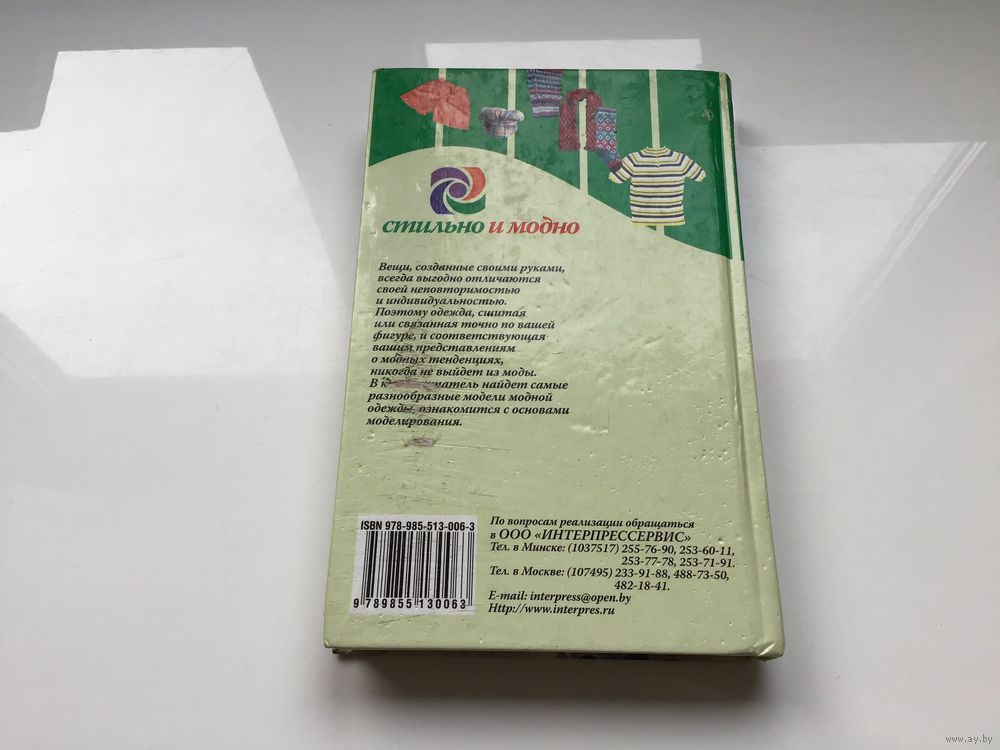 стильно и модно
Вещи, созданные своими руками,
всегда выгодно отличаются
своей неповторимостью
и индивидуальностью.
Поэтому одежда, сшитая
или связанная точно по вашей
фигуре, и соответствующая
вашим представлениям
о модных тенденциях,
никогда не выйдет из моды.
В найдет самые
разнообразные модели модной
одежды, ознакомится с основами
моделирования.
ISBN 978-985-513-006-3
9 789855 130063
По вопросам реализации обращаться
в ООО «ИНТЕРПРЕССЕРВИС»
Тел. в Минске: (1037517) 255-76-90, 253-60-11,
253-77-78, 253-71-91.
Тел. в Москве: (107495) 233-91-88, 488-73-50,
482-18-41.
E-mail: interpress@open.by
Http://www.interpres.ru
www.ay.by